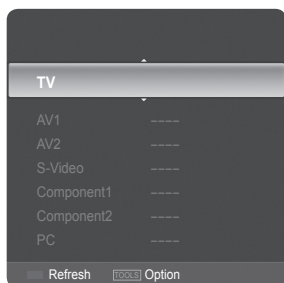 TV
AV1 ----
AV2 ----
S-Video ----
Component1 ----
Component2 ----
PC ----
Refresh TOOLS Option